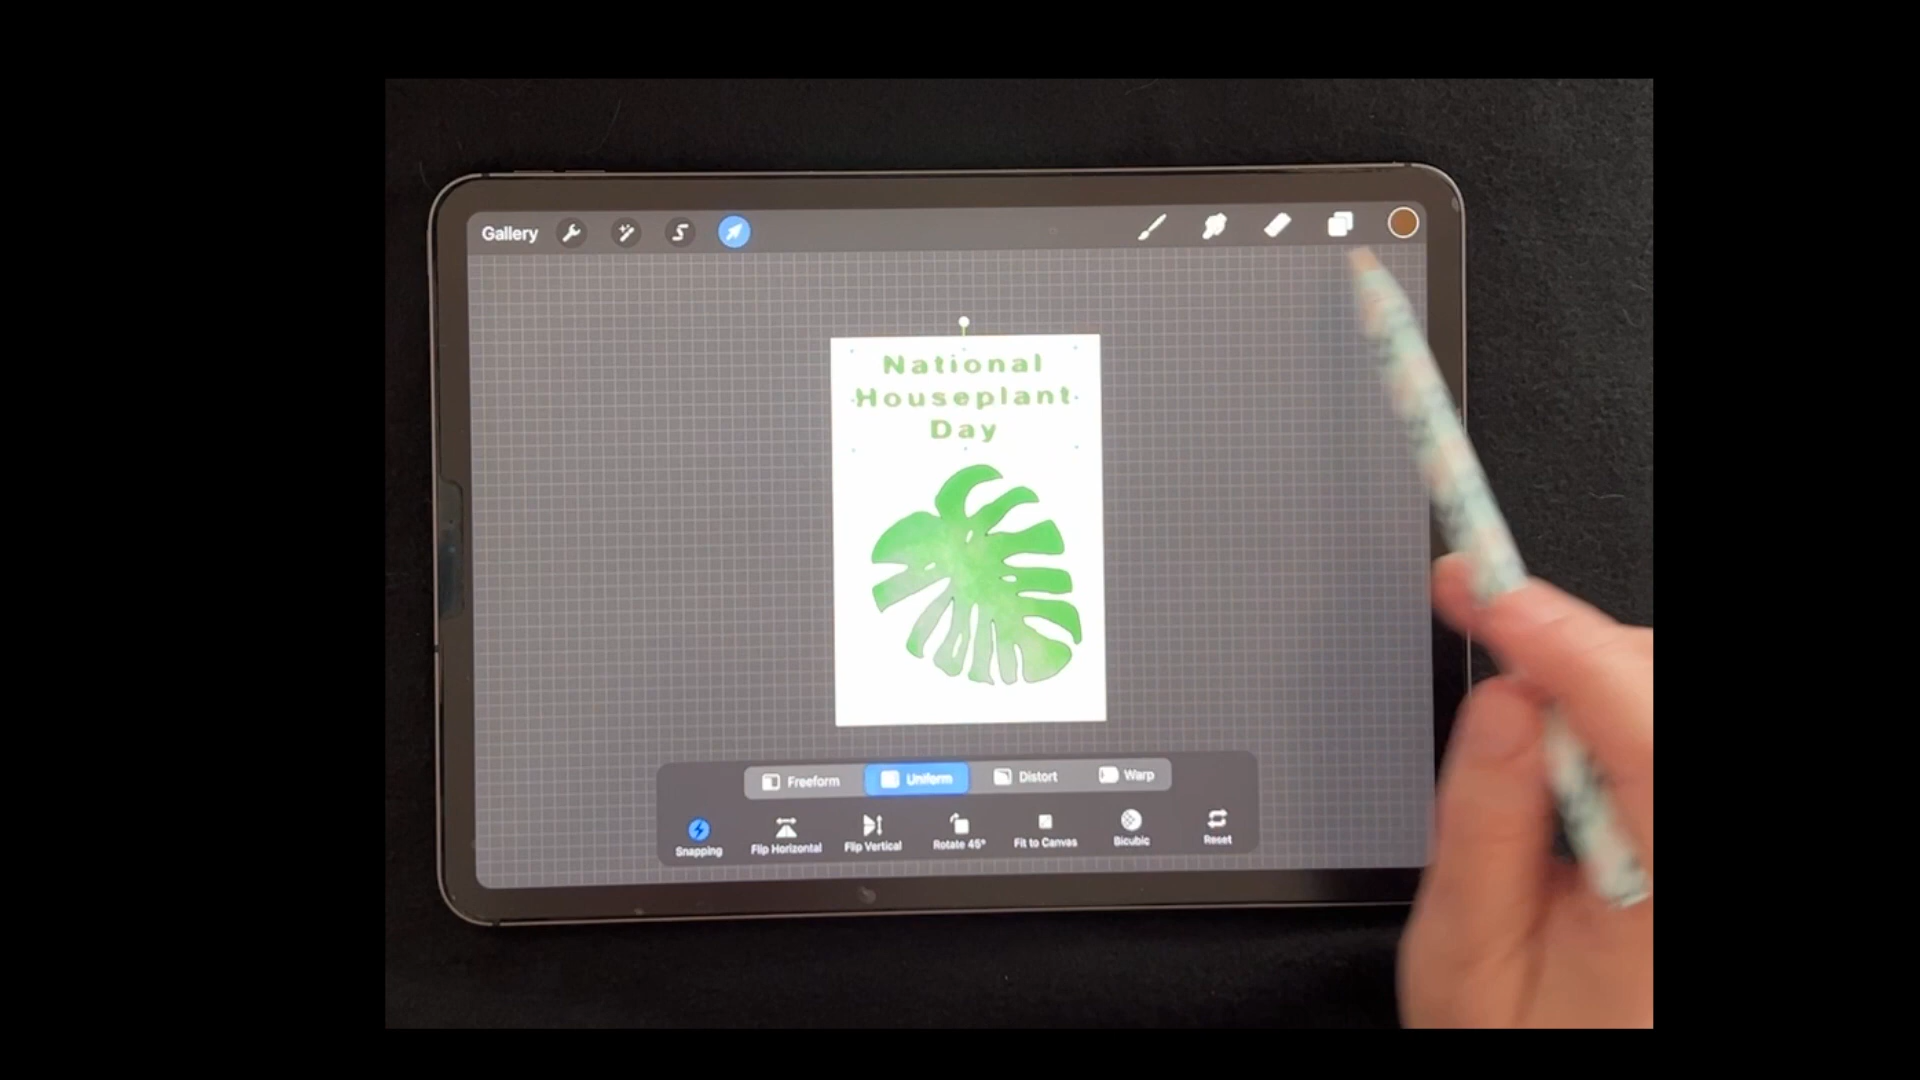 Gallery
National
Houseplant
Day
Freeform Uniform Distort Warp
Snapping Flip Horizontal Flip Vertical Rotate 45° Fit to Canvas Bicubic Reset